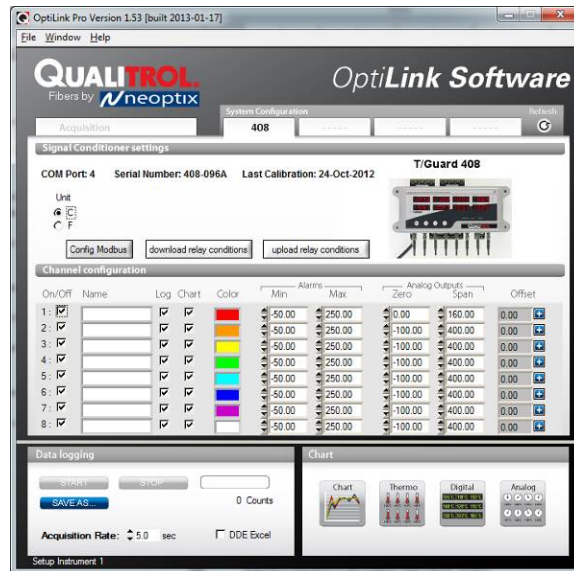 OptiLink Pro Version 1.53 [built 2013-01-17]
File Window Help
QUALITROL.
Fibers by neoptix
OptiLink Software
System Configuration
Refresh
Acquisition
408
-----
-----
-----
Signal Conditioner settings
COM Port: 4 Serial Number: 408-096A Last Calibration: 24-Oct-2012
T/Guard 408
Unit
C
F
Config Modbus
download relay conditions
upload relay conditions
Channel configuration
Alarms
Analog Outputs
On/Off Name Log Chart Color Min Max Zero Span Offset
1: -50.00 250.00 0.00 160.00 0.00
2: -50.00 250.00 -100.00 400.00 0.00
3: -50.00 250.00 -100.00 400.00 0.00
4: -50.00 250.00 -100.00 400.00 0.00
5: -50.00 250.00 -100.00 400.00 0.00
6: -50.00 250.00 -100.00 400.00 0.00
7: -50.00 250.00 -100.00 400.00 0.00
8: -50.00 250.00 -100.00 400.00 0.00
Data logging
START
STOP
SAVE AS...
0 Counts
Acquisition Rate: 5.0 sec
DDE Excel
Chart
Chart
Thermo
Digital
Analog
Setup Instrument 1